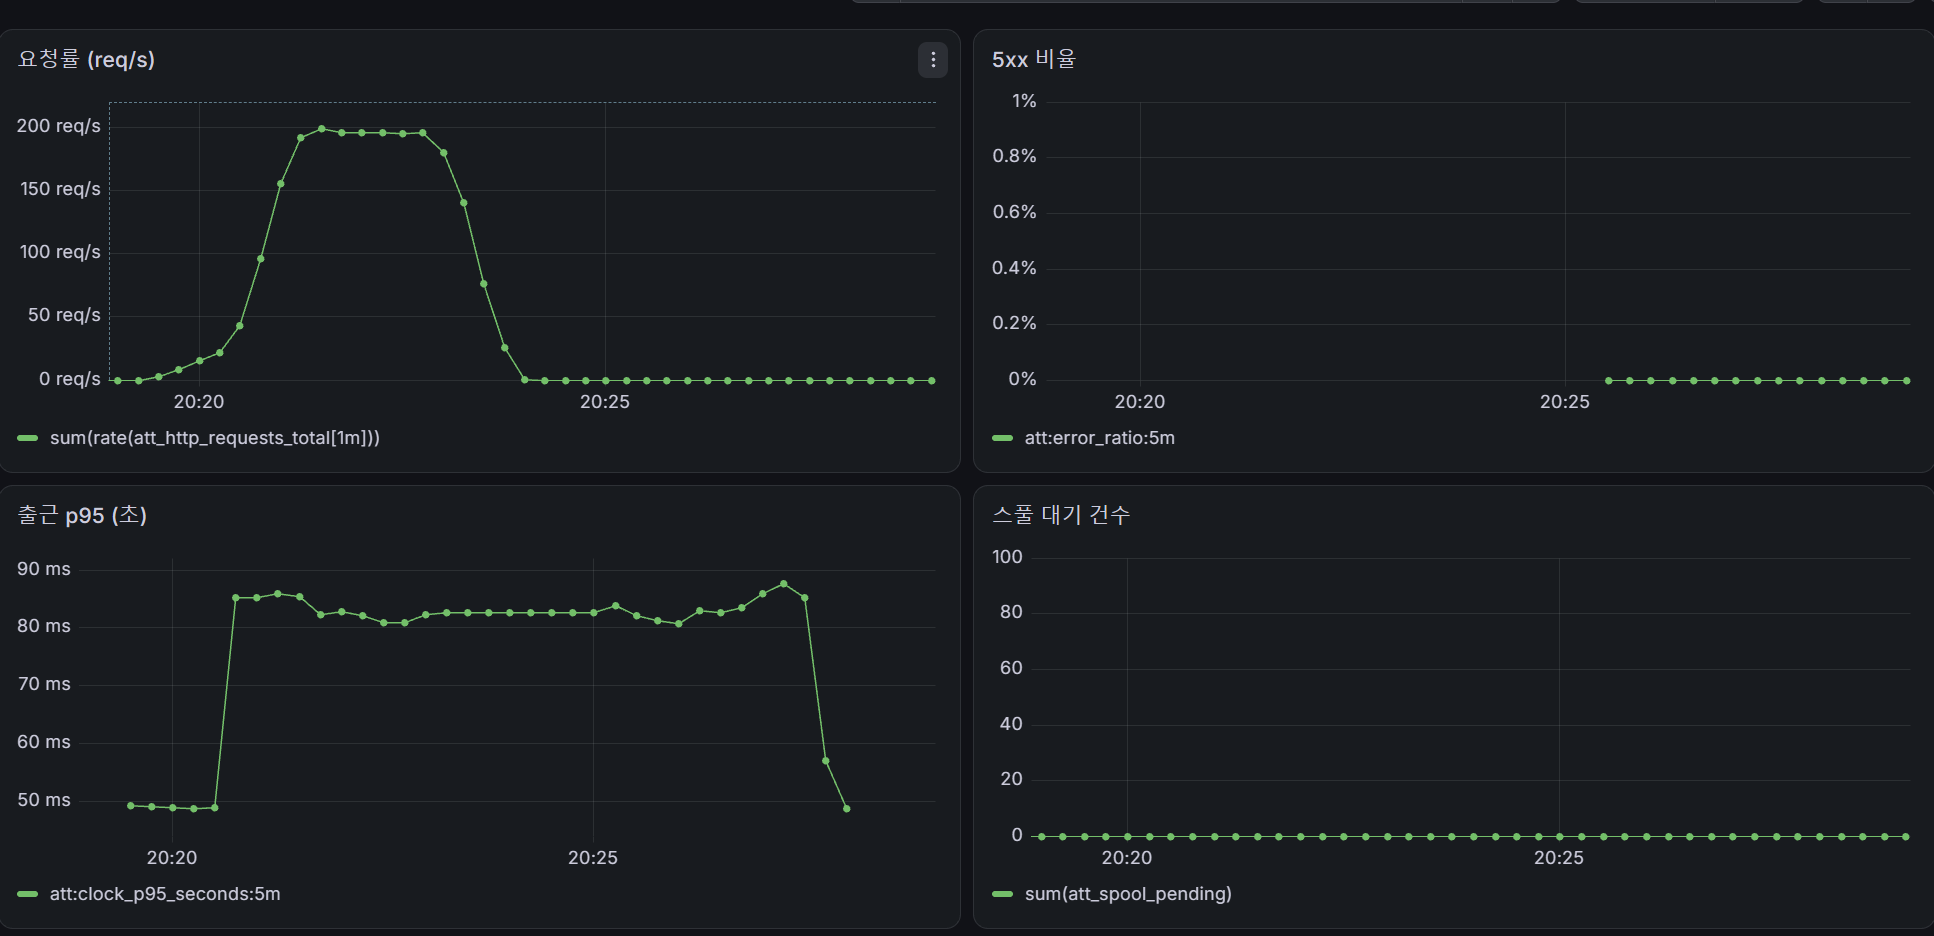 요청률 (req/s)
200 req/s
150 req/s
100 req/s
50 req/s
0 req/s
20:20
20:25
sum(rate(att_http_requests_total[1m]))
5xx 비율
1%
0.8%
0.6%
0.4%
0.2%
0%
20:20
20:25
att:error_ratio:5m
출근 p95 (초)
90 ms
80 ms
70 ms
60 ms
50 ms
20:20
20:25
att:clock_p95_seconds:5m
스풀 대기 건수
100
80
60
40
20
0
20:20
20:25
sum(att_spool_pending)